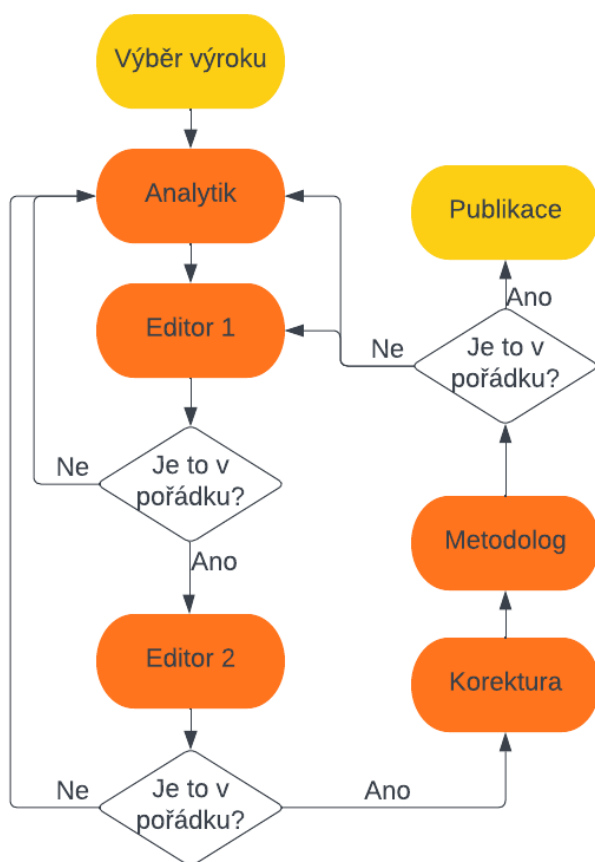 Výběr výroku
Analytik
Editor 1
Je to v
pořádku?
Ne
Ano
Editor 2
Je to v
pořádku?
Ne
Ano
Korektura
Metodolog
Je to v
pořádku?
Ne
Ano
Publikace